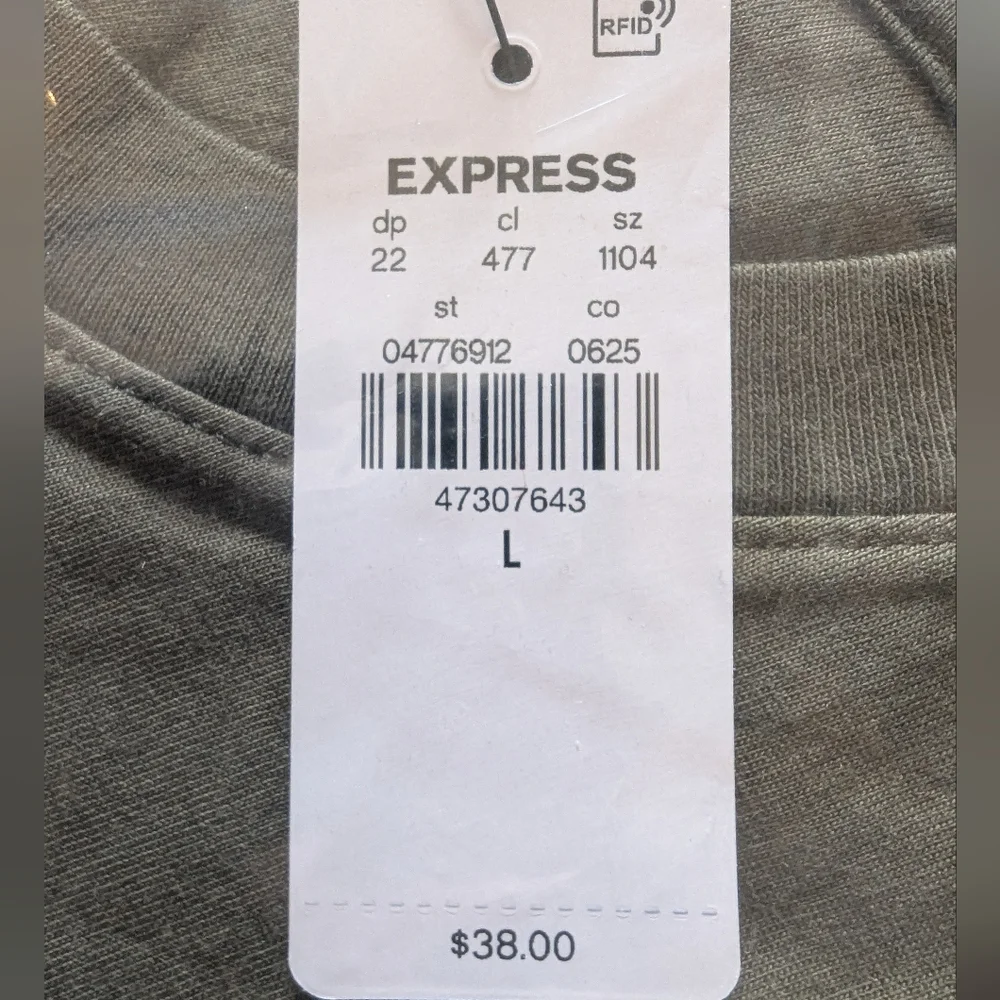 RFID
EXPRESS
dp cl sz
22 477 1104
st co
04776912 0625
47307643
L
$38.00